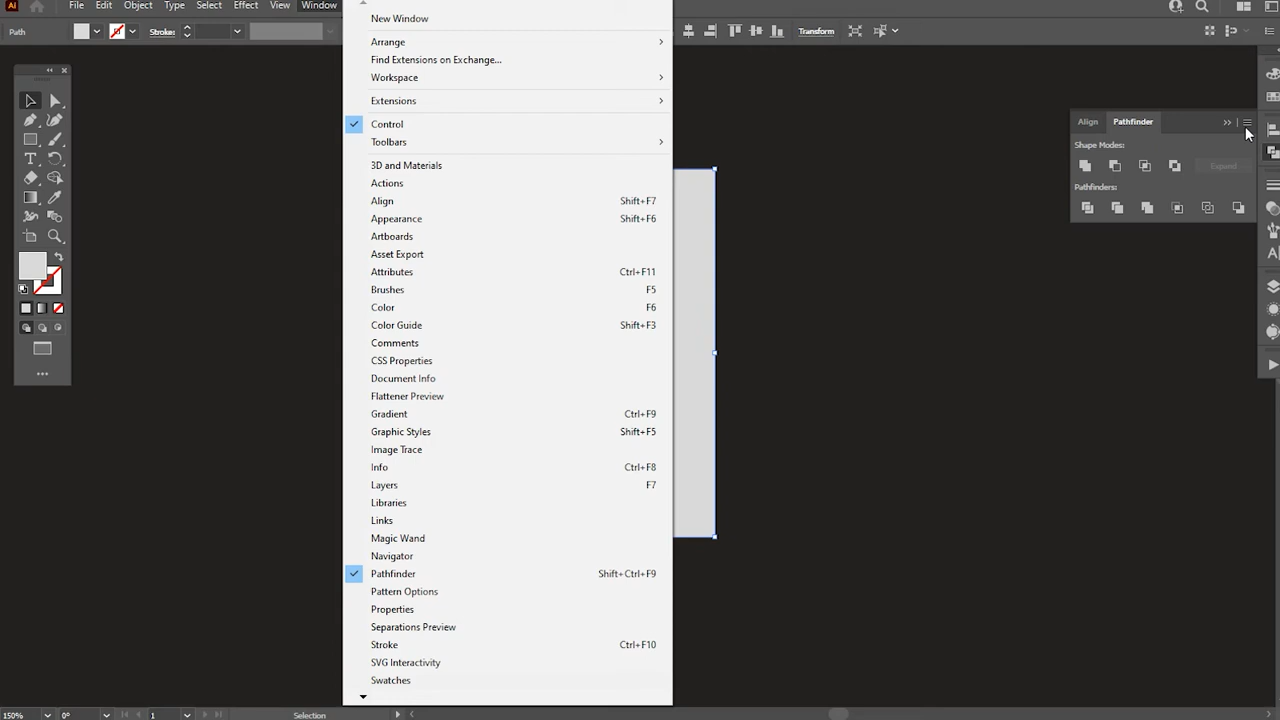 Ai File Edit Object Type Select Effect View Window
Path Stroke: Transform
New Window
Arrange
Find Extensions on Exchange...
Workspace
Extensions
Control
Toolbars
3D and Materials
Actions
Align Shift+F7
Appearance Shift+F6
Artboards
Asset Export
Attributes Ctrl+F11
Brushes F5
Color F6
Color Guide Shift+F3
Comments
CSS Properties
Document Info
Flattener Preview
Gradient Ctrl+F9
Graphic Styles Shift+F5
Image Trace
Info Ctrl+F8
Layers F7
Libraries
Links
Magic Wand
Navigator
Pathfinder Shift+Ctrl+F9
Pattern Options
Properties
Separations Preview
Stroke Ctrl+F10
SVG Interactivity
Swatches
Align Pathfinder
Shape Modes:
Expand
Pathfinders:
150% 0° 1 Selection